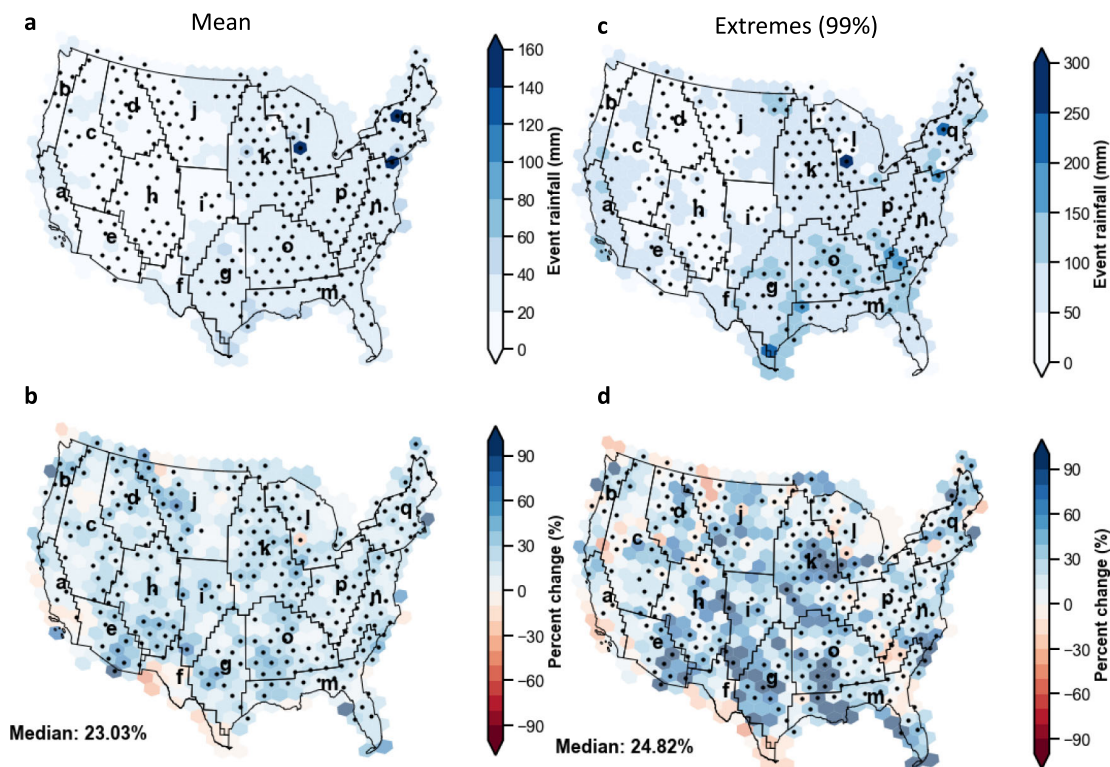 a
Mean
160
140
120
100
80
60
40
20
0
Event rainfall (mm)
b
d
j
c
l
q
k
a
h
i
p
n
e
o
g
f
m
c
Extremes (99%)
300
250
200
150
100
50
0
Event rainfall (mm)
b
d
j
c
l
q
k
a
h
i
p
n
e
o
g
f
m
b
90
60
30
0
−30
−60
−90
Percent change (%)
b
d
j
c
l
q
k
a
h
i
p
n
e
o
g
f
m
Median: 23.03%
d
90
60
30
0
−30
−60
−90
Percent change (%)
b
d
j
c
l
q
k
a
h
i
p
n
e
o
g
f
m
Median: 24.82%